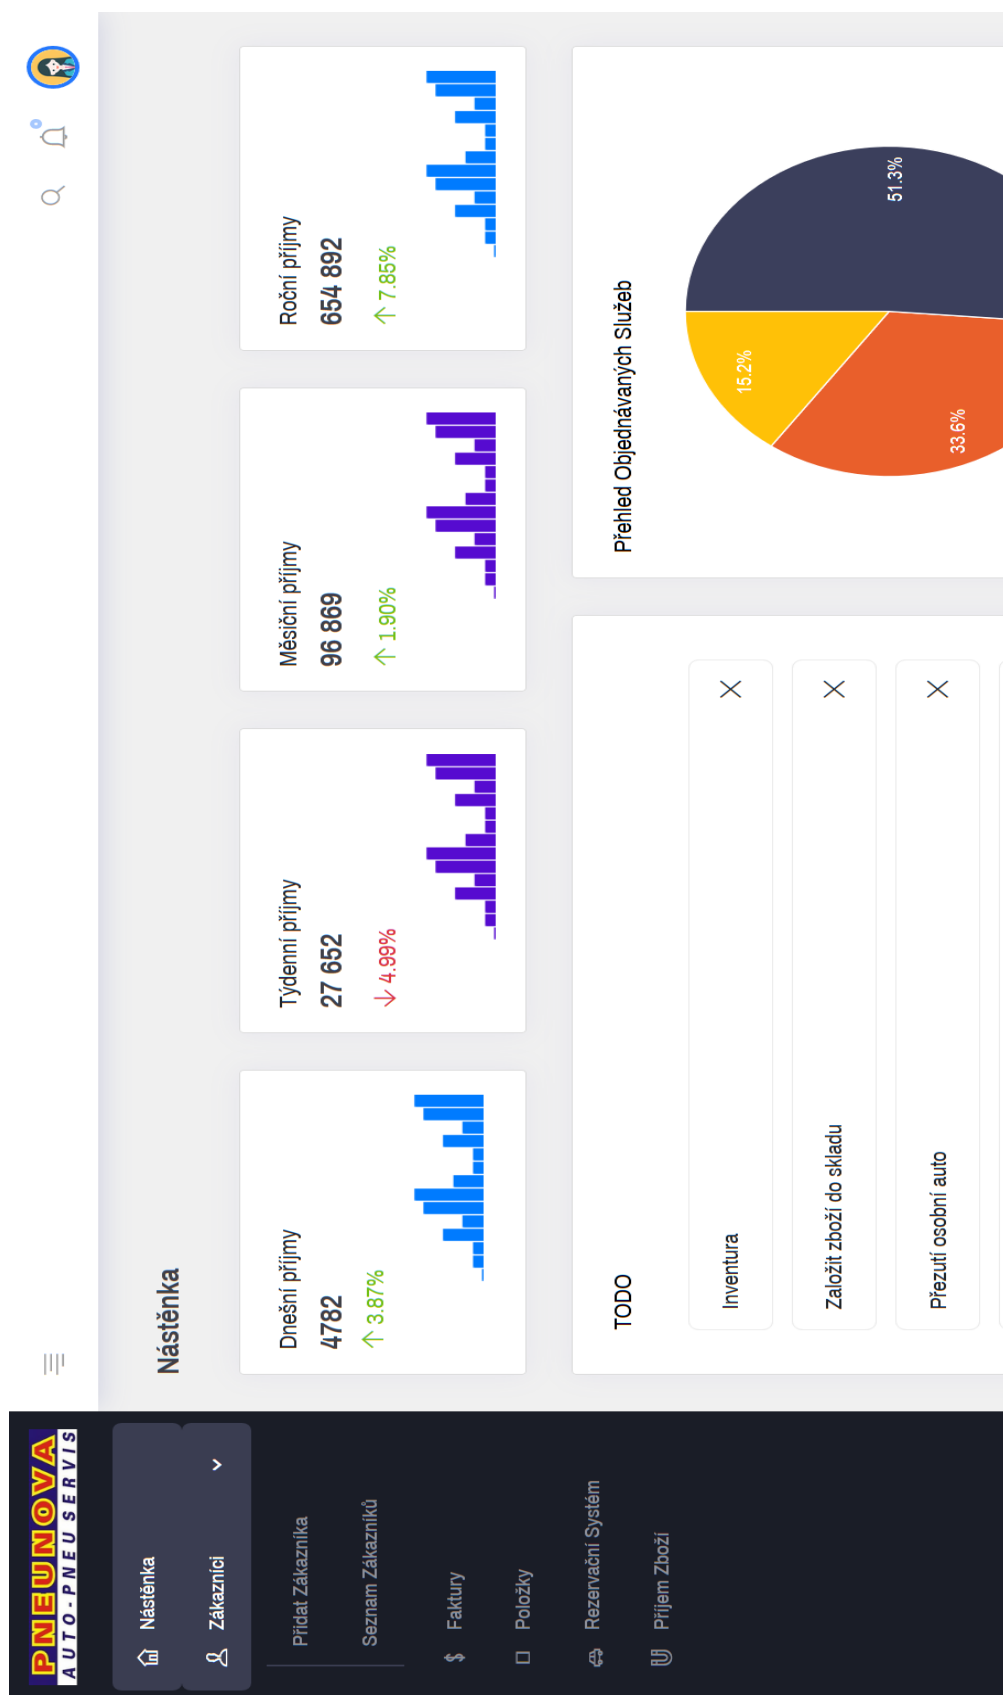 PNEUNOVA
AUTO-PNEU SERVIS
Nástěnka
Zákazníci
Přidat Zákazníka
Seznam Zákazníků
Faktury
Položky
Rezervační Systém
Příjem Zboží
Nástěnka
Dnešní příjmy
4782
↑ 3.87%
Týdenní příjmy
27 652
↓ 4.99%
Měsíční příjmy
96 869
↑ 1.90%
Roční příjmy
654 892
↑ 7.85%
TODO
Inventura
Založit zboží do skladu
Přezutí osobní auto
Přehled Objednávaných Služeb
15.2%
51.3%
33.6%